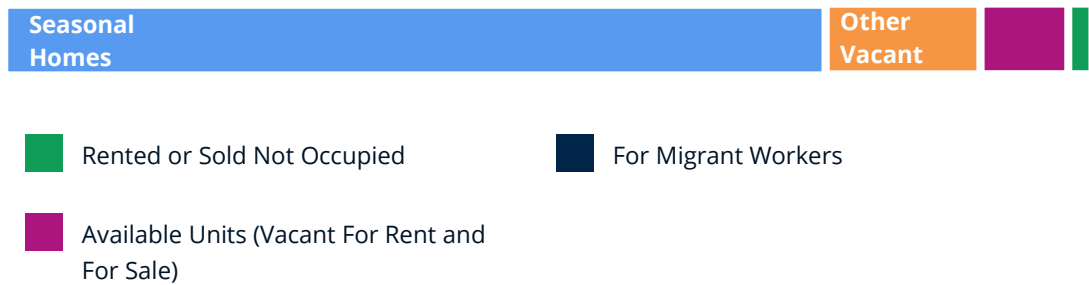 Seasonal
Homes
Other
Vacant
Rented or Sold Not Occupied
For Migrant Workers
Available Units (Vacant For Rent and
For Sale)